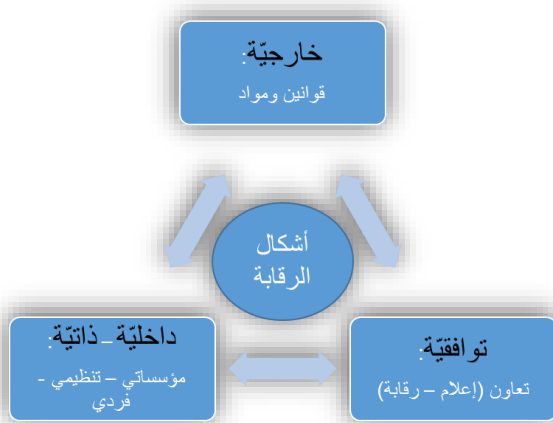 خارجيّة:
قوانين ومواد
أشكال
الرقابة
توافقيّة:
تعاون (إعلام – رقابة)
داخليّة – ذاتيّة:
مؤسساتي – تنظيمي -
فردي